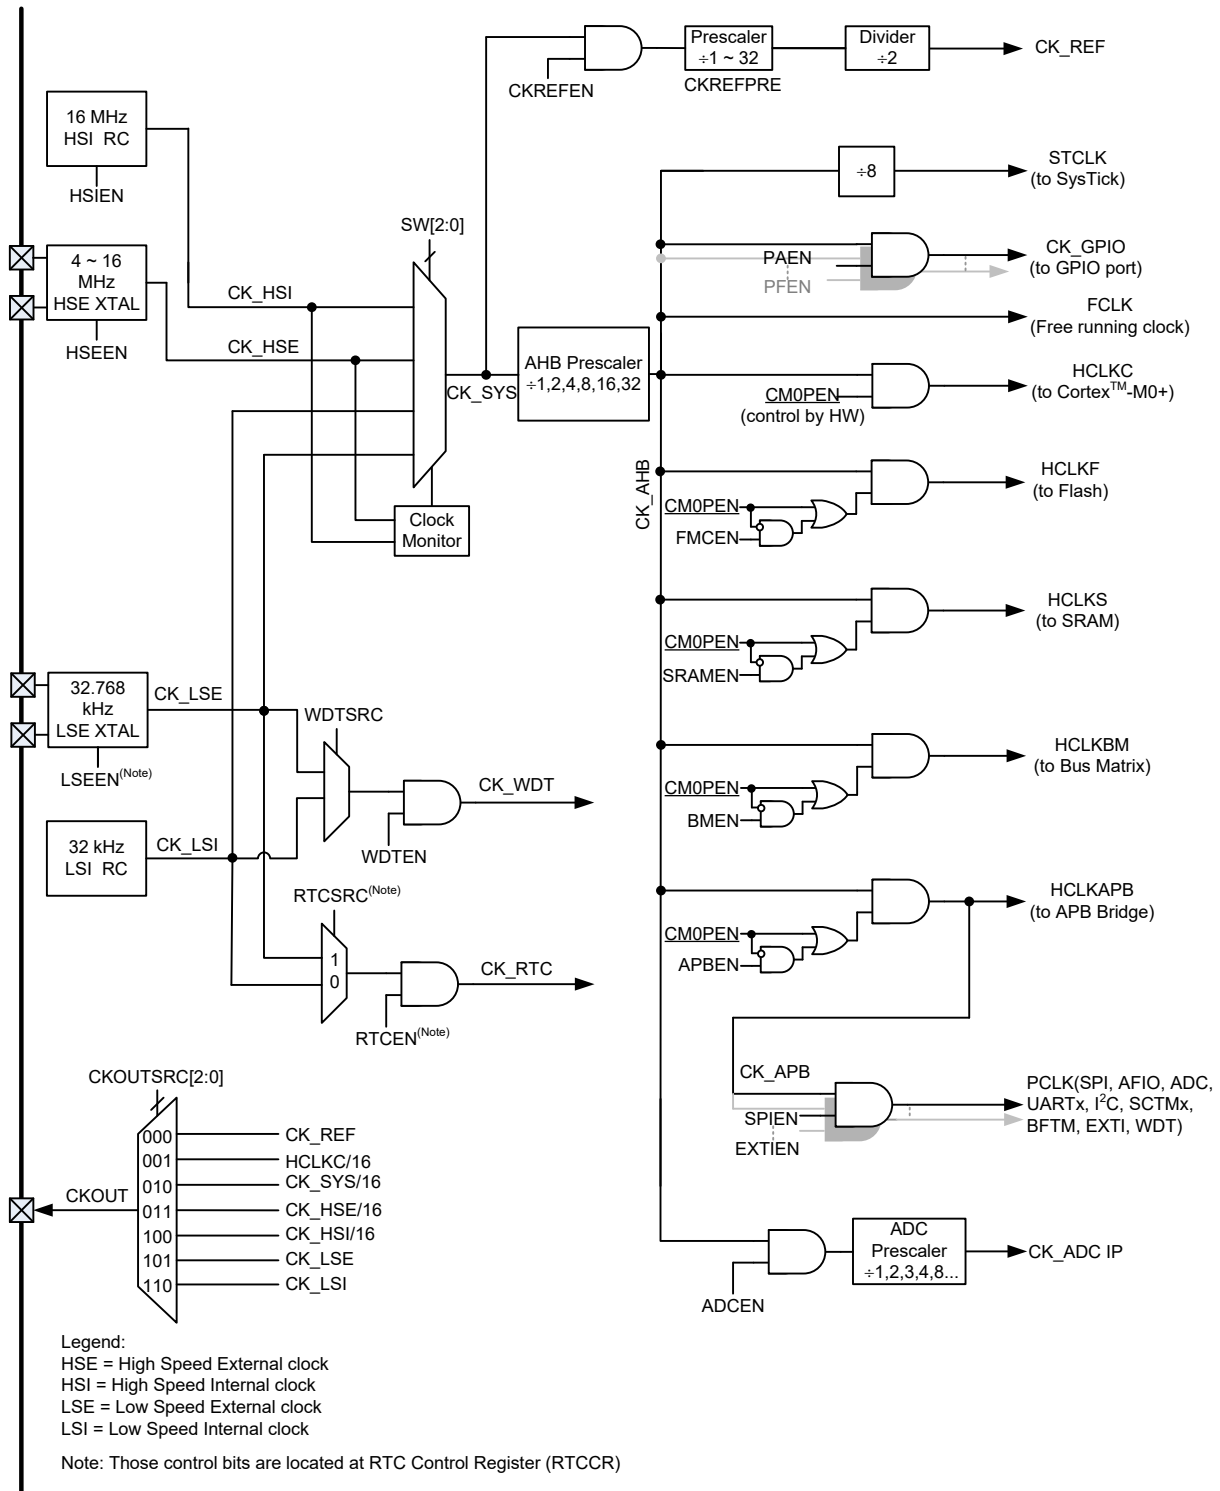 Prescaler
÷1 ~ 32
CKREFPRE
Divider
÷2
CK_REF
CKREFEN
16 MHz
HSI RC
HSIEN
÷8
STCLK
(to SysTick)
SW[2:0]
4 ~ 16
MHz
HSE XTAL
HSEEN
CK_HSI
CK_HSE
PAEN
PFEN
CK_GPIO
(to GPIO port)
FCLK
(Free running clock)
AHB Prescaler
÷1,2,4,8,16,32
CK_SYS
CM0PEN
(control by HW)
HCLKC
(to Cortex™-M0+)
CK_AHB
Clock
Monitor
CM0PEN
FMCEN
HCLKF
(to Flash)
CM0PEN
SRAMEN
HCLKS
(to SRAM)
32.768
kHz
LSE XTAL
LSEEN(Note)
CK_LSE
WDTSRC
CK_WDT
WDTEN
CM0PEN
BMEN
HCLKBM
(to Bus Matrix)
32 kHz
LSI RC
CK_LSI
RTCSRC(Note)
1
0
CK_RTC
RTCEN(Note)
CM0PEN
APBEN
HCLKAPB
(to APB Bridge)
CK_APB
SPIEN
EXTIEN
PCLK(SPI, AFIO, ADC,
UARTx, I²C, SCTMx,
BFTM, EXTI, WDT)
CKOUTSRC[2:0]
CKOUT
000 CK_REF
001 HCLKC/16
010 CK_SYS/16
011 CK_HSE/16
100 CK_HSI/16
101 CK_LSE
110 CK_LSI
ADCEN
ADC
Prescaler
÷1,2,3,4,8...
CK_ADC IP
Legend:
HSE = High Speed External clock
HSI = High Speed Internal clock
LSE = Low Speed External clock
LSI = Low Speed Internal clock
Note: Those control bits are located at RTC Control Register (RTCCR)